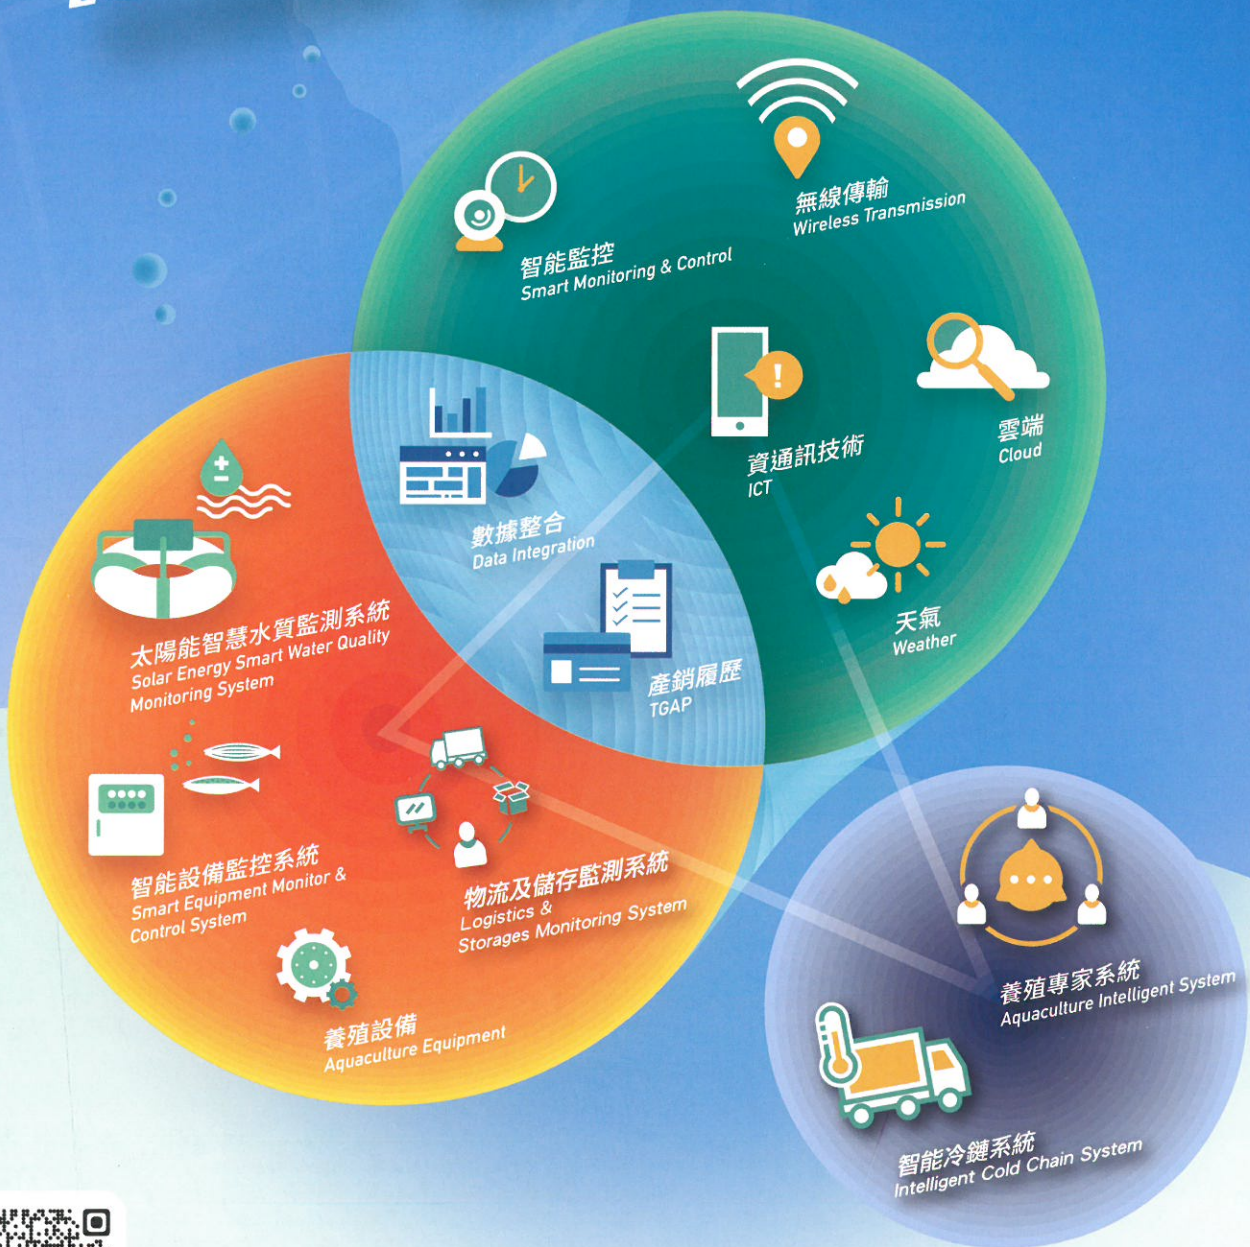 無線傳輸
Wireless Transmission
智能監控
Smart Monitoring & Control
資通訊技術
ICT
雲端
Cloud
天氣
Weather
數據整合
Data Integration
產銷履歷
TGAP
太陽能智慧水質監測系統
Solar Energy Smart Water Quality
Monitoring System
智能設備監控系統
Smart Equipment Monitor &
Control System
物流及儲存監測系統
Logistics &
Storages Monitoring System
養殖設備
Aquaculture Equipment
養殖專家系統
Aquaculture Intelligent System
智能冷鏈系統
Intelligent Cold Chain System